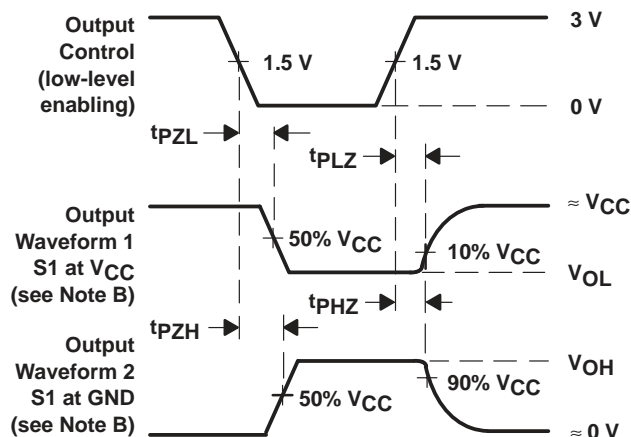 Output
Control
(low-level
enabling)
1.5 V
1.5 V
3 V
0 V
tPZL
tPLZ
Output
Waveform 1
S1 at VCC
(see Note B)
50% VCC
10% VCC
≈ VCC
VOL
tPZH
tPHZ
Output
Waveform 2
S1 at GND
(see Note B)
50% VCC
90% VCC
VOH
≈ 0 V